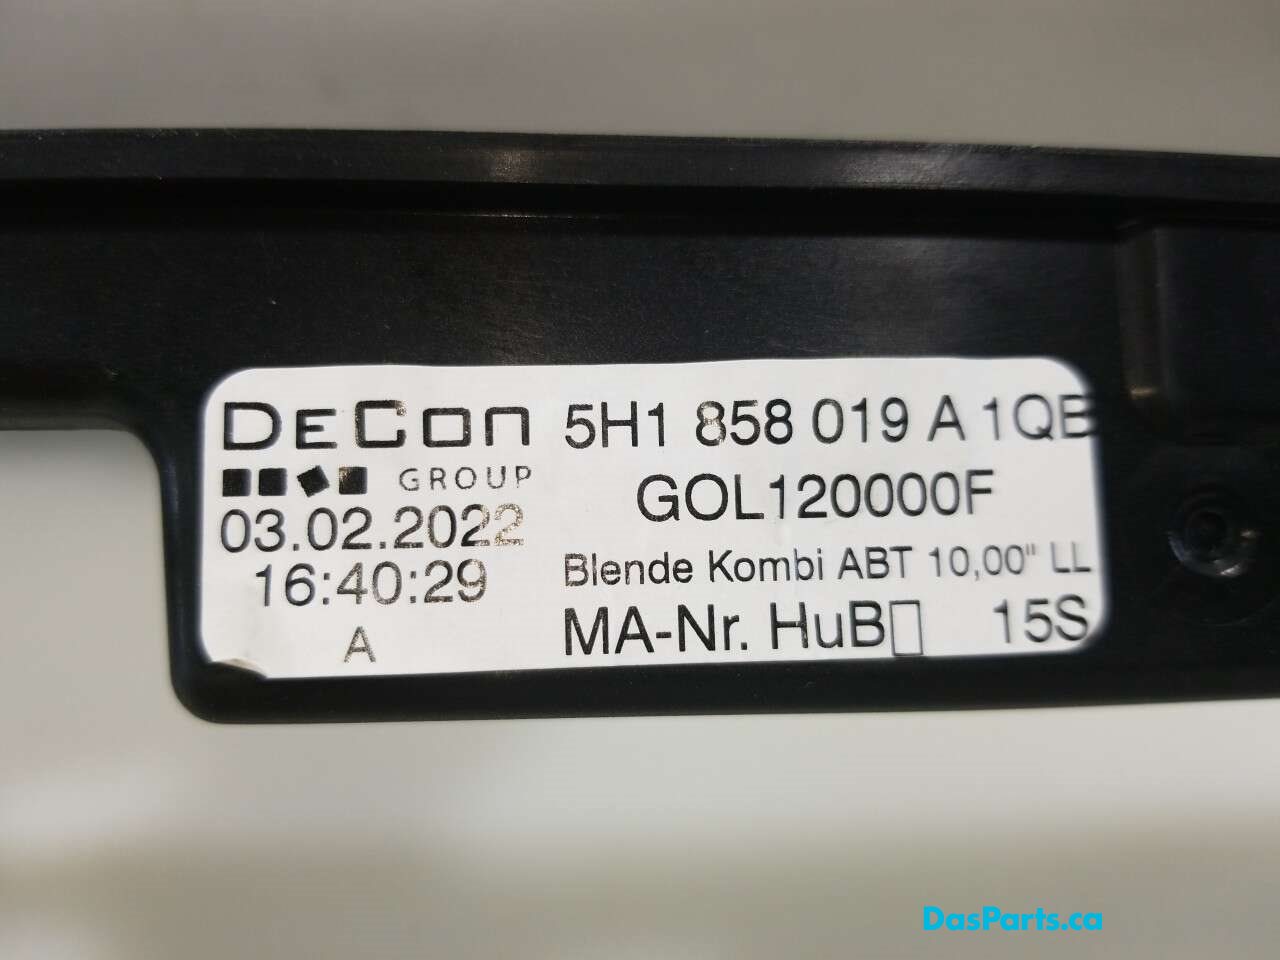 DECON 5H1 858 019 A 1QB
GROUP GOL120000F
03.02.2022
16:40:29 Blende Kombi ABT 10,00" LL
A MA-Nr. HuB▯ 15S
DasParts.ca